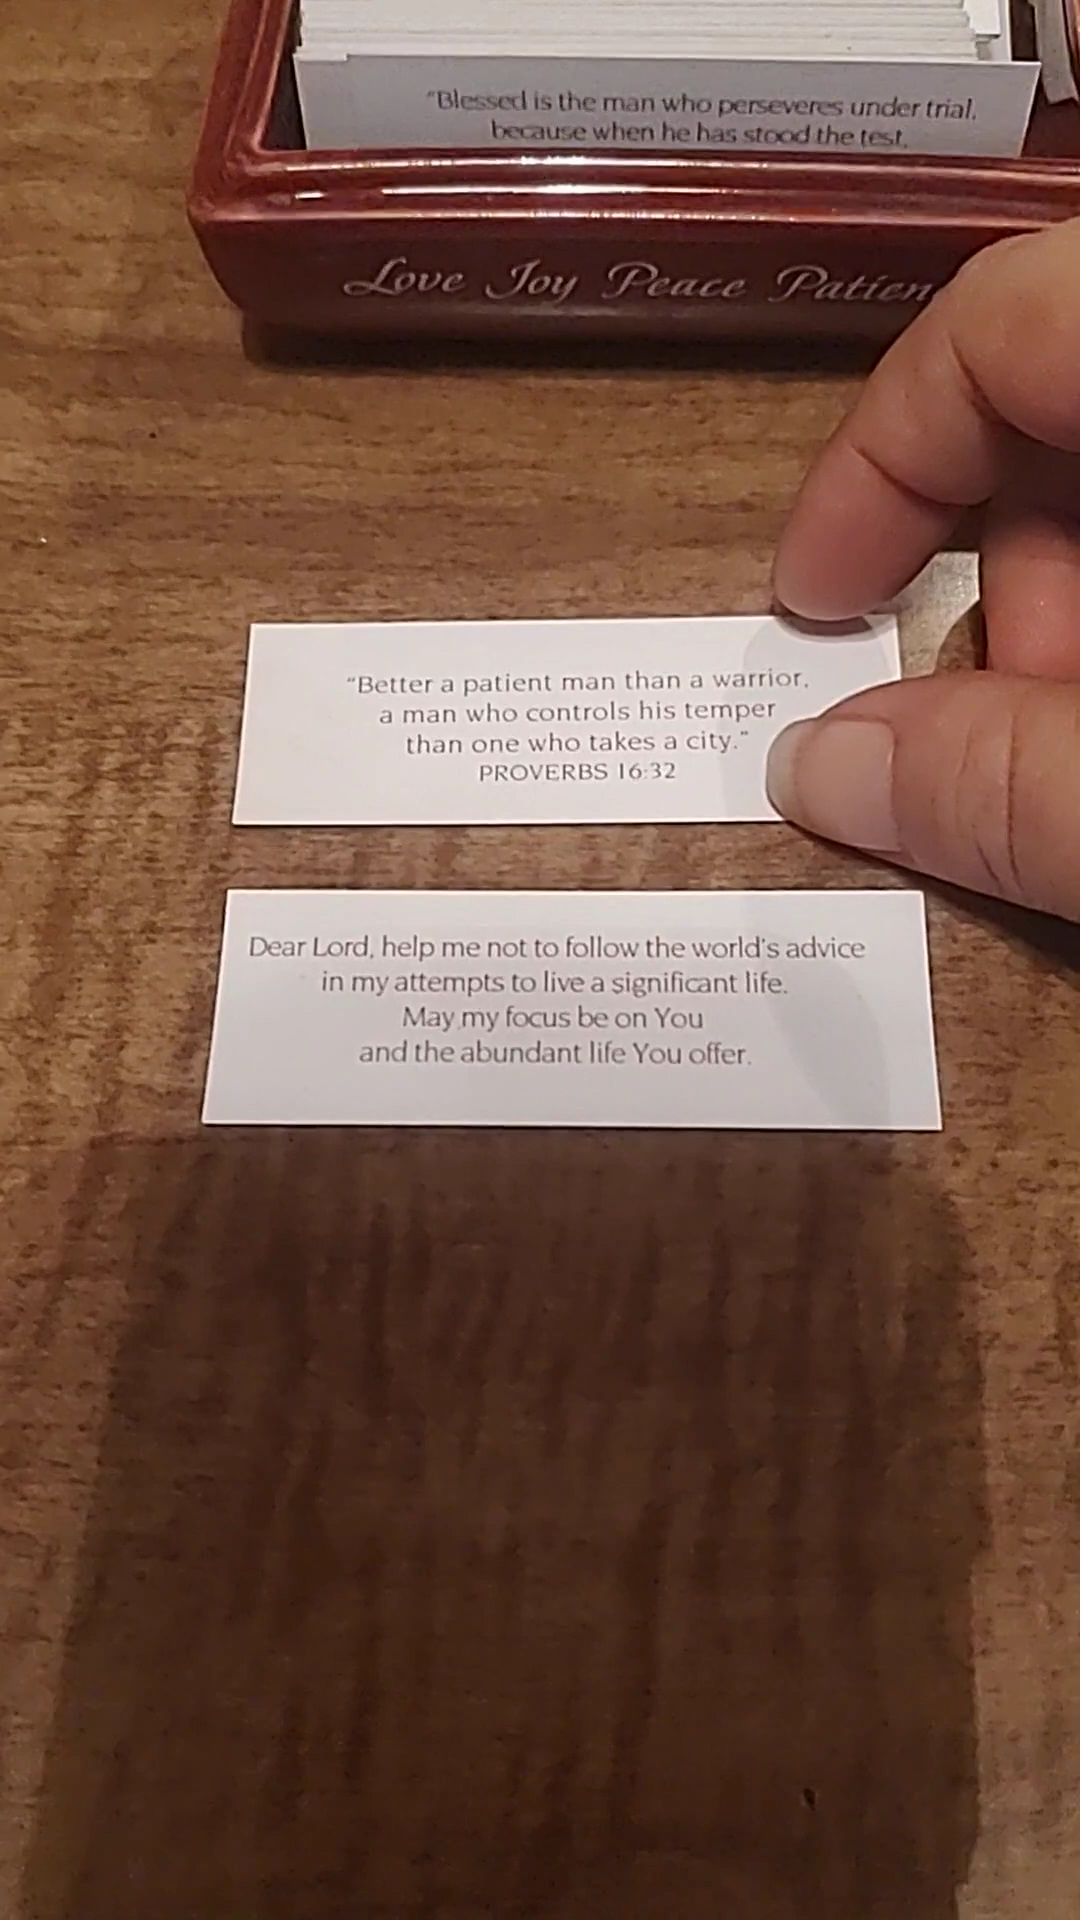 "Blessed is the man who perseveres under trial,
because when he has stood the test,
Love Joy Peace
"Better a patient man than a warrior,
a man who controls his temper
than one who takes a city."
PROVERBS 16:32
Dear Lord, help me not to follow the world's advice
in my attempts to live a significant life.
May my focus be on You
and the abundant life You offer.